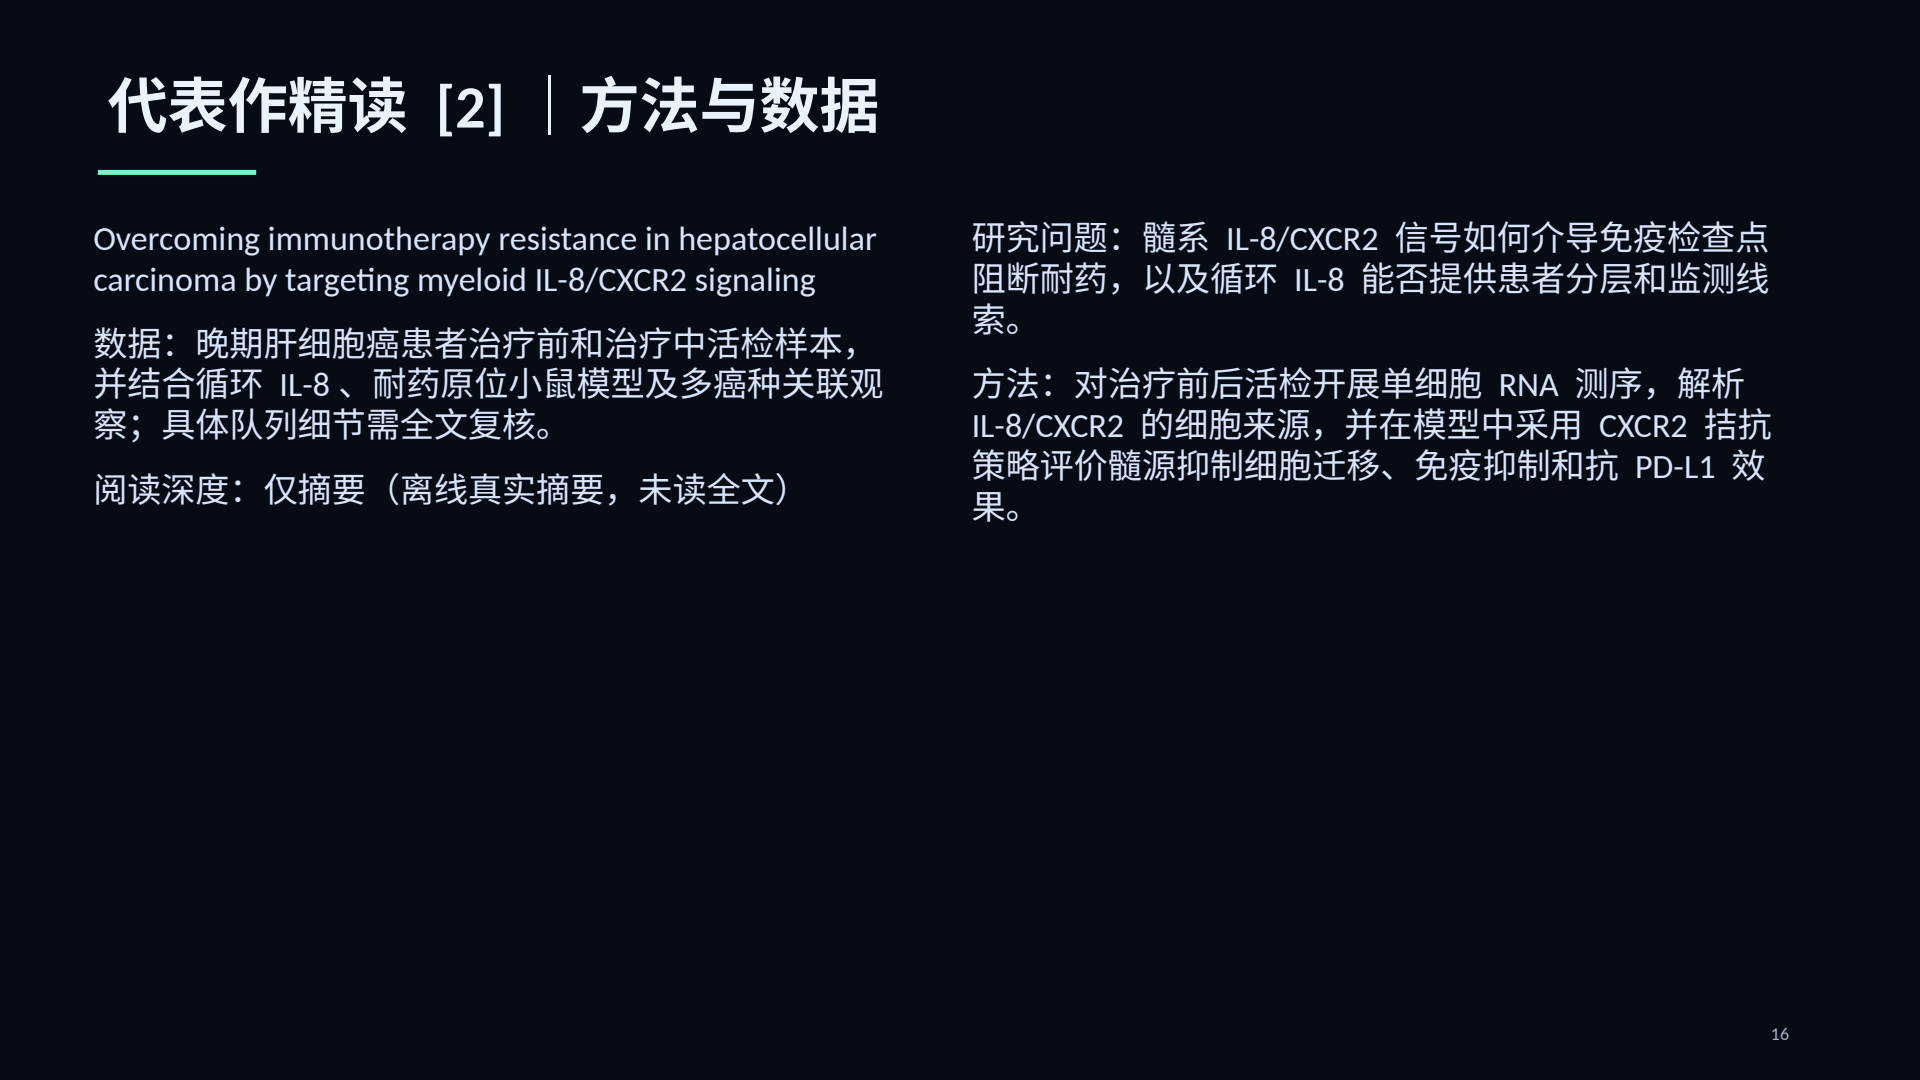 代表作精读 [2] ｜方法与数据
Overcoming immunotherapy resistance in hepatocellular
carcinoma by targeting myeloid IL-8/CXCR2 signaling
数据：晚期肝细胞癌患者治疗前和治疗中活检样本，
并结合循环 IL-8 、耐药原位小鼠模型及多癌种关联观
察；具体队列细节需全文复核。
阅读深度：仅摘要（离线真实摘要，未读全文）
研究问题：髓系 IL-8/CXCR2 信号如何介导免疫检查点
阻断耐药，以及循环 IL-8 能否提供患者分层和监测线
索。
方法：对治疗前后活检开展单细胞 RNA 测序，解析
IL-8/CXCR2 的细胞来源，并在模型中采用 CXCR2 拮抗
策略评价髓源抑制细胞迁移、免疫抑制和抗 PD-L1 效
果。
16